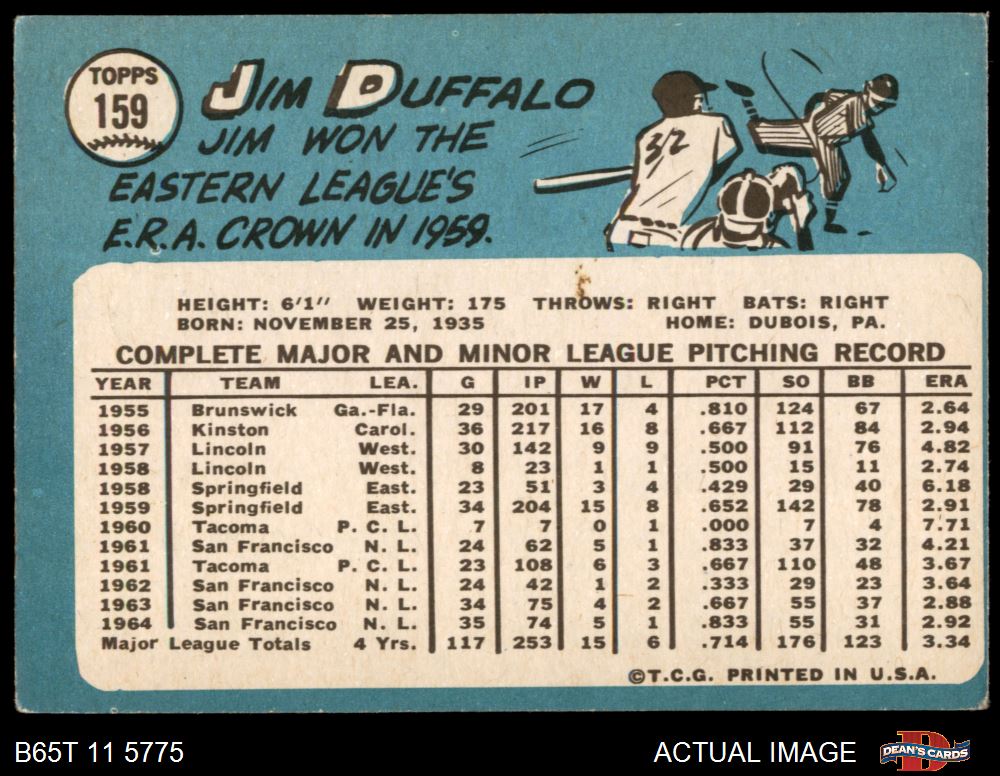 TOPPS
159
JIM DUFFALO
JIM WON THE
EASTERN LEAGUE'S
E.R.A. CROWN IN 1959.
32
HEIGHT: 6'1" WEIGHT: 175 THROWS: RIGHT BATS: RIGHT
BORN: NOVEMBER 25, 1935 HOME: DUBOIS, PA.
COMPLETE MAJOR AND MINOR LEAGUE PITCHING RECORD
YEAR TEAM LEA. G IP W L PCT SO BB ERA
1955 Brunswick Ga.-Fla. 29 201 17 4 .810 124 67 2.64
1956 Kinston Carol. 36 217 16 8 .667 112 84 2.94
1957 Lincoln West. 30 142 9 9 .500 91 76 4.82
1958 Lincoln West. 8 23 1 1 .500 15 11 2.74
1958 Springfield East. 23 51 3 4 .429 29 40 6.18
1959 Springfield East. 34 204 15 8 .652 142 78 2.91
1960 Tacoma P. C. L. 7 7 0 1 .000 7 4 7.71
1961 San Francisco N. L. 24 62 5 1 .833 37 32 4.21
1961 Tacoma P. C. L. 23 108 6 3 .667 110 48 3.67
1962 San Francisco N. L. 24 42 1 2 .333 29 23 3.64
1963 San Francisco N. L. 34 75 4 2 .667 55 37 2.88
1964 San Francisco N. L. 35 74 5 1 .833 55 31 2.92
Major League Totals 4 Yrs. 117 253 15 6 .714 176 123 3.34
©T.C.G. PRINTED IN U.S.A.
B65T 11 5775 ACTUAL IMAGE DEAN'S CARDS